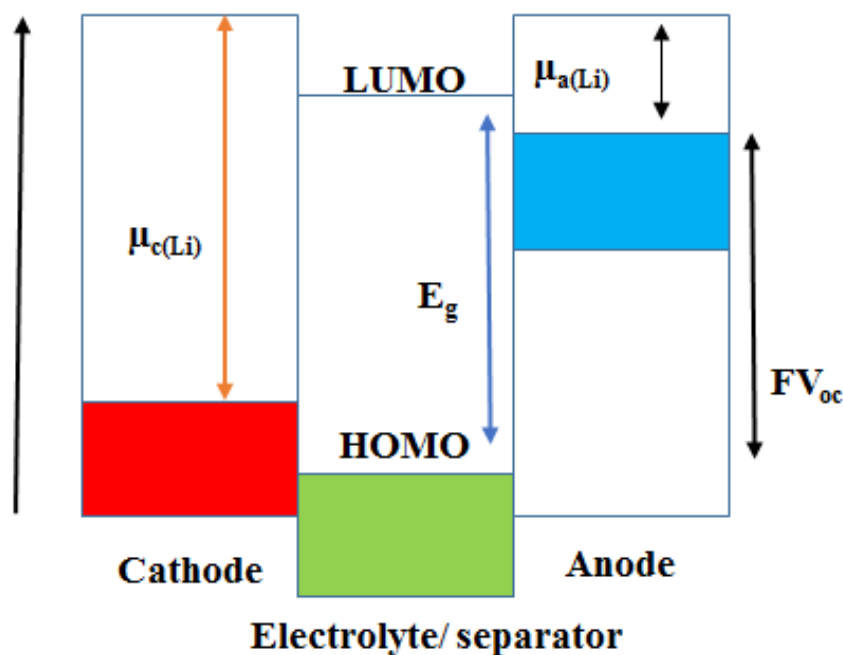 LUMO
μa(Li)
μc(Li)
Eg
FVoc
HOMO
Cathode
Anode
Electrolyte/ separator